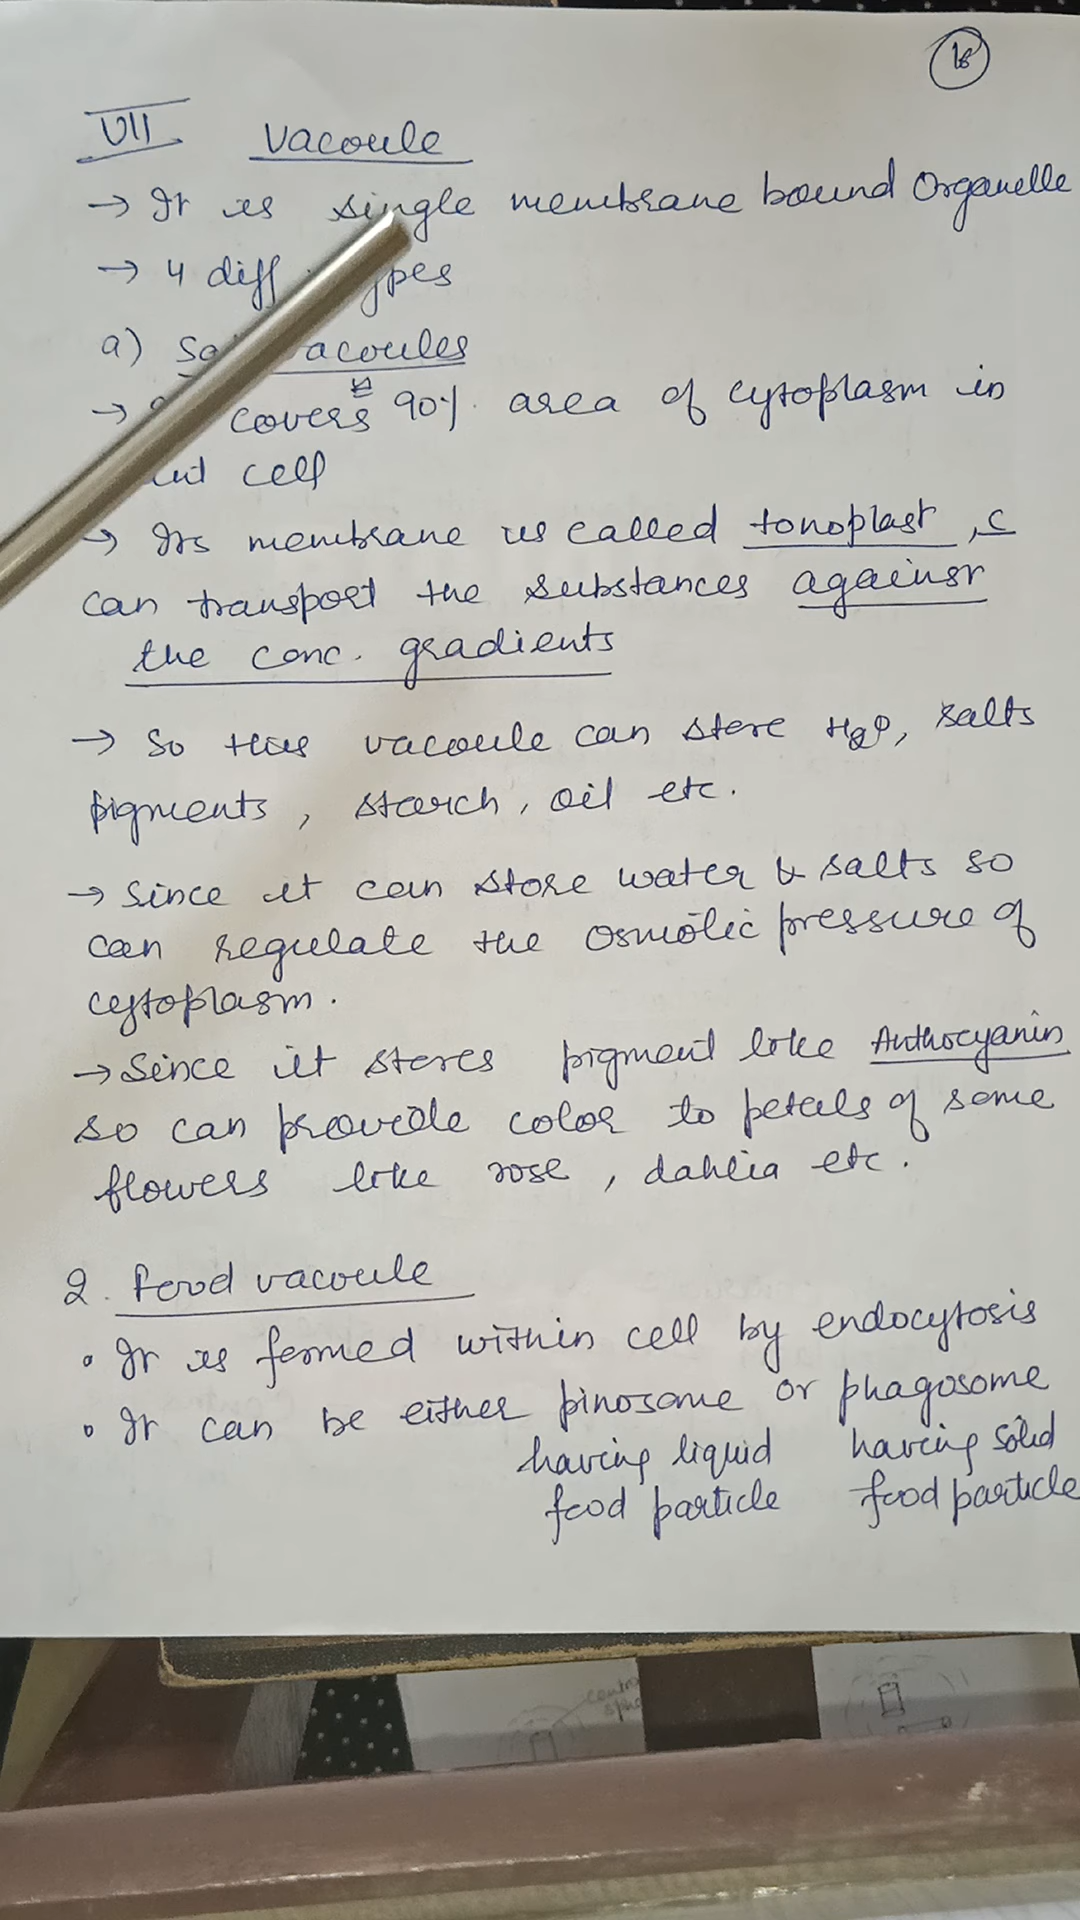 16
VII Vacoule
→ It is single membrane bound organelle
→ 4 diff ypes
a) Sa acoules
→ covers 90% area of cytoplasm in
cell
→ Its membrane is called tonoplast, c
can transport the substances against
the conc. gradients
→ So this vacoule can store H2O, salts
pigments, starch, oil etc.
→ Since it can store water & salts so
can regulate the osmotic pressure of
cytoplasm.
→ Since it stores pigment like Anthocyanin
so can provide color to petals of some
flowers like rose, dahlia etc.
2. Food vacoule
• It is formed within cell by endocytosis
• It can be either pinosome or phagosome
having liquid having solid
food particle food particle